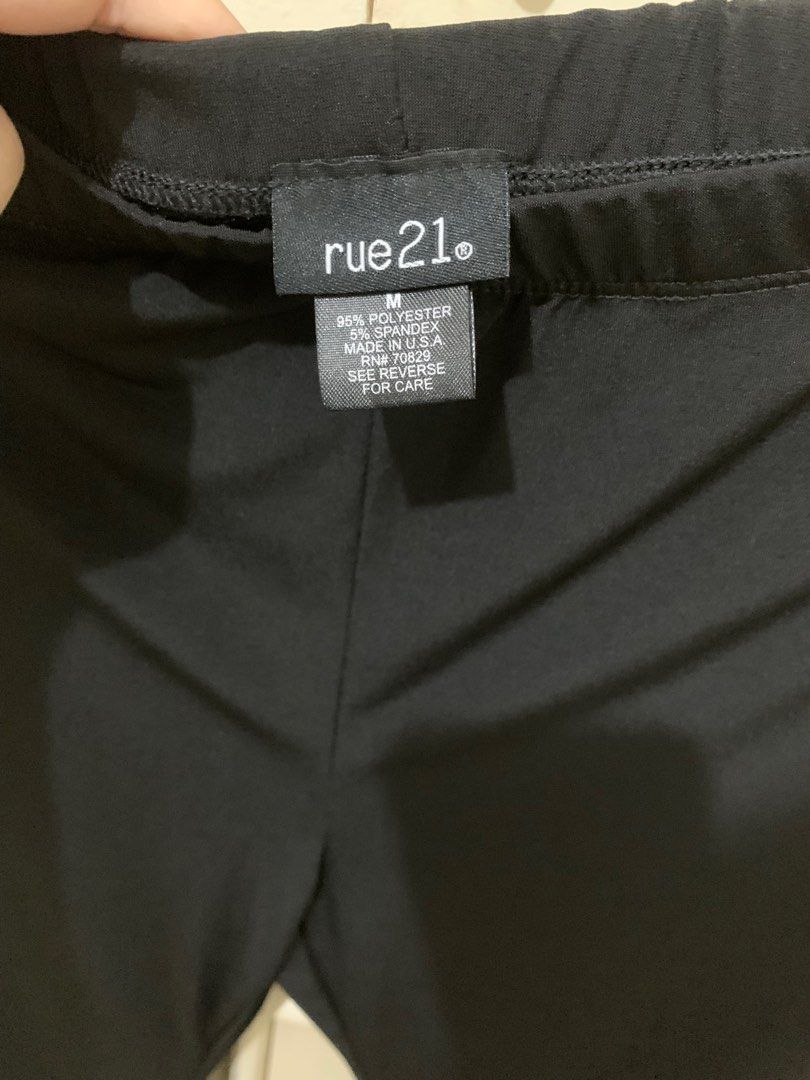 rue21®
M
95% POLYESTER
5% SPANDEX
MADE IN U.S.A
RN# 70829
SEE REVERSE
FOR CARE